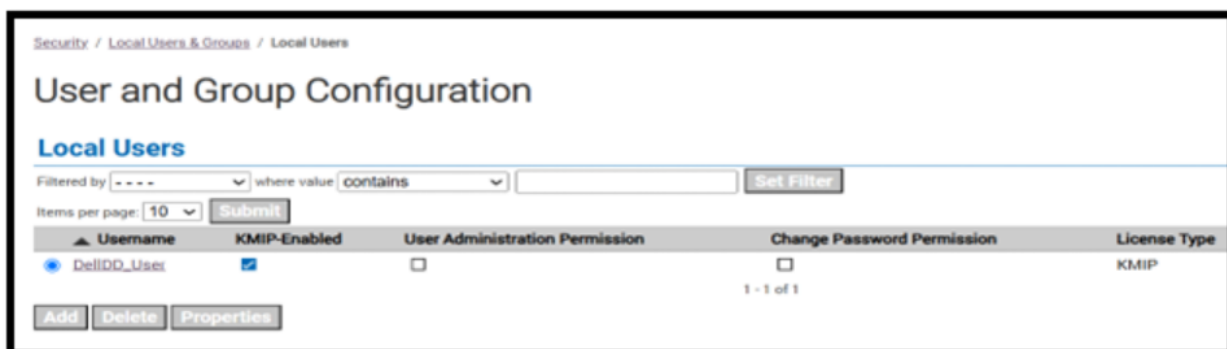 Security / Local Users & Groups / Local Users
User and Group Configuration
Local Users
Filtered by - - - - where value contains Set Filter
Items per page: 10 Submit
Username KMIP-Enabled User Administration Permission Change Password Permission License Type
DellDD_User KMIP
1 - 1 of 1
Add Delete Properties